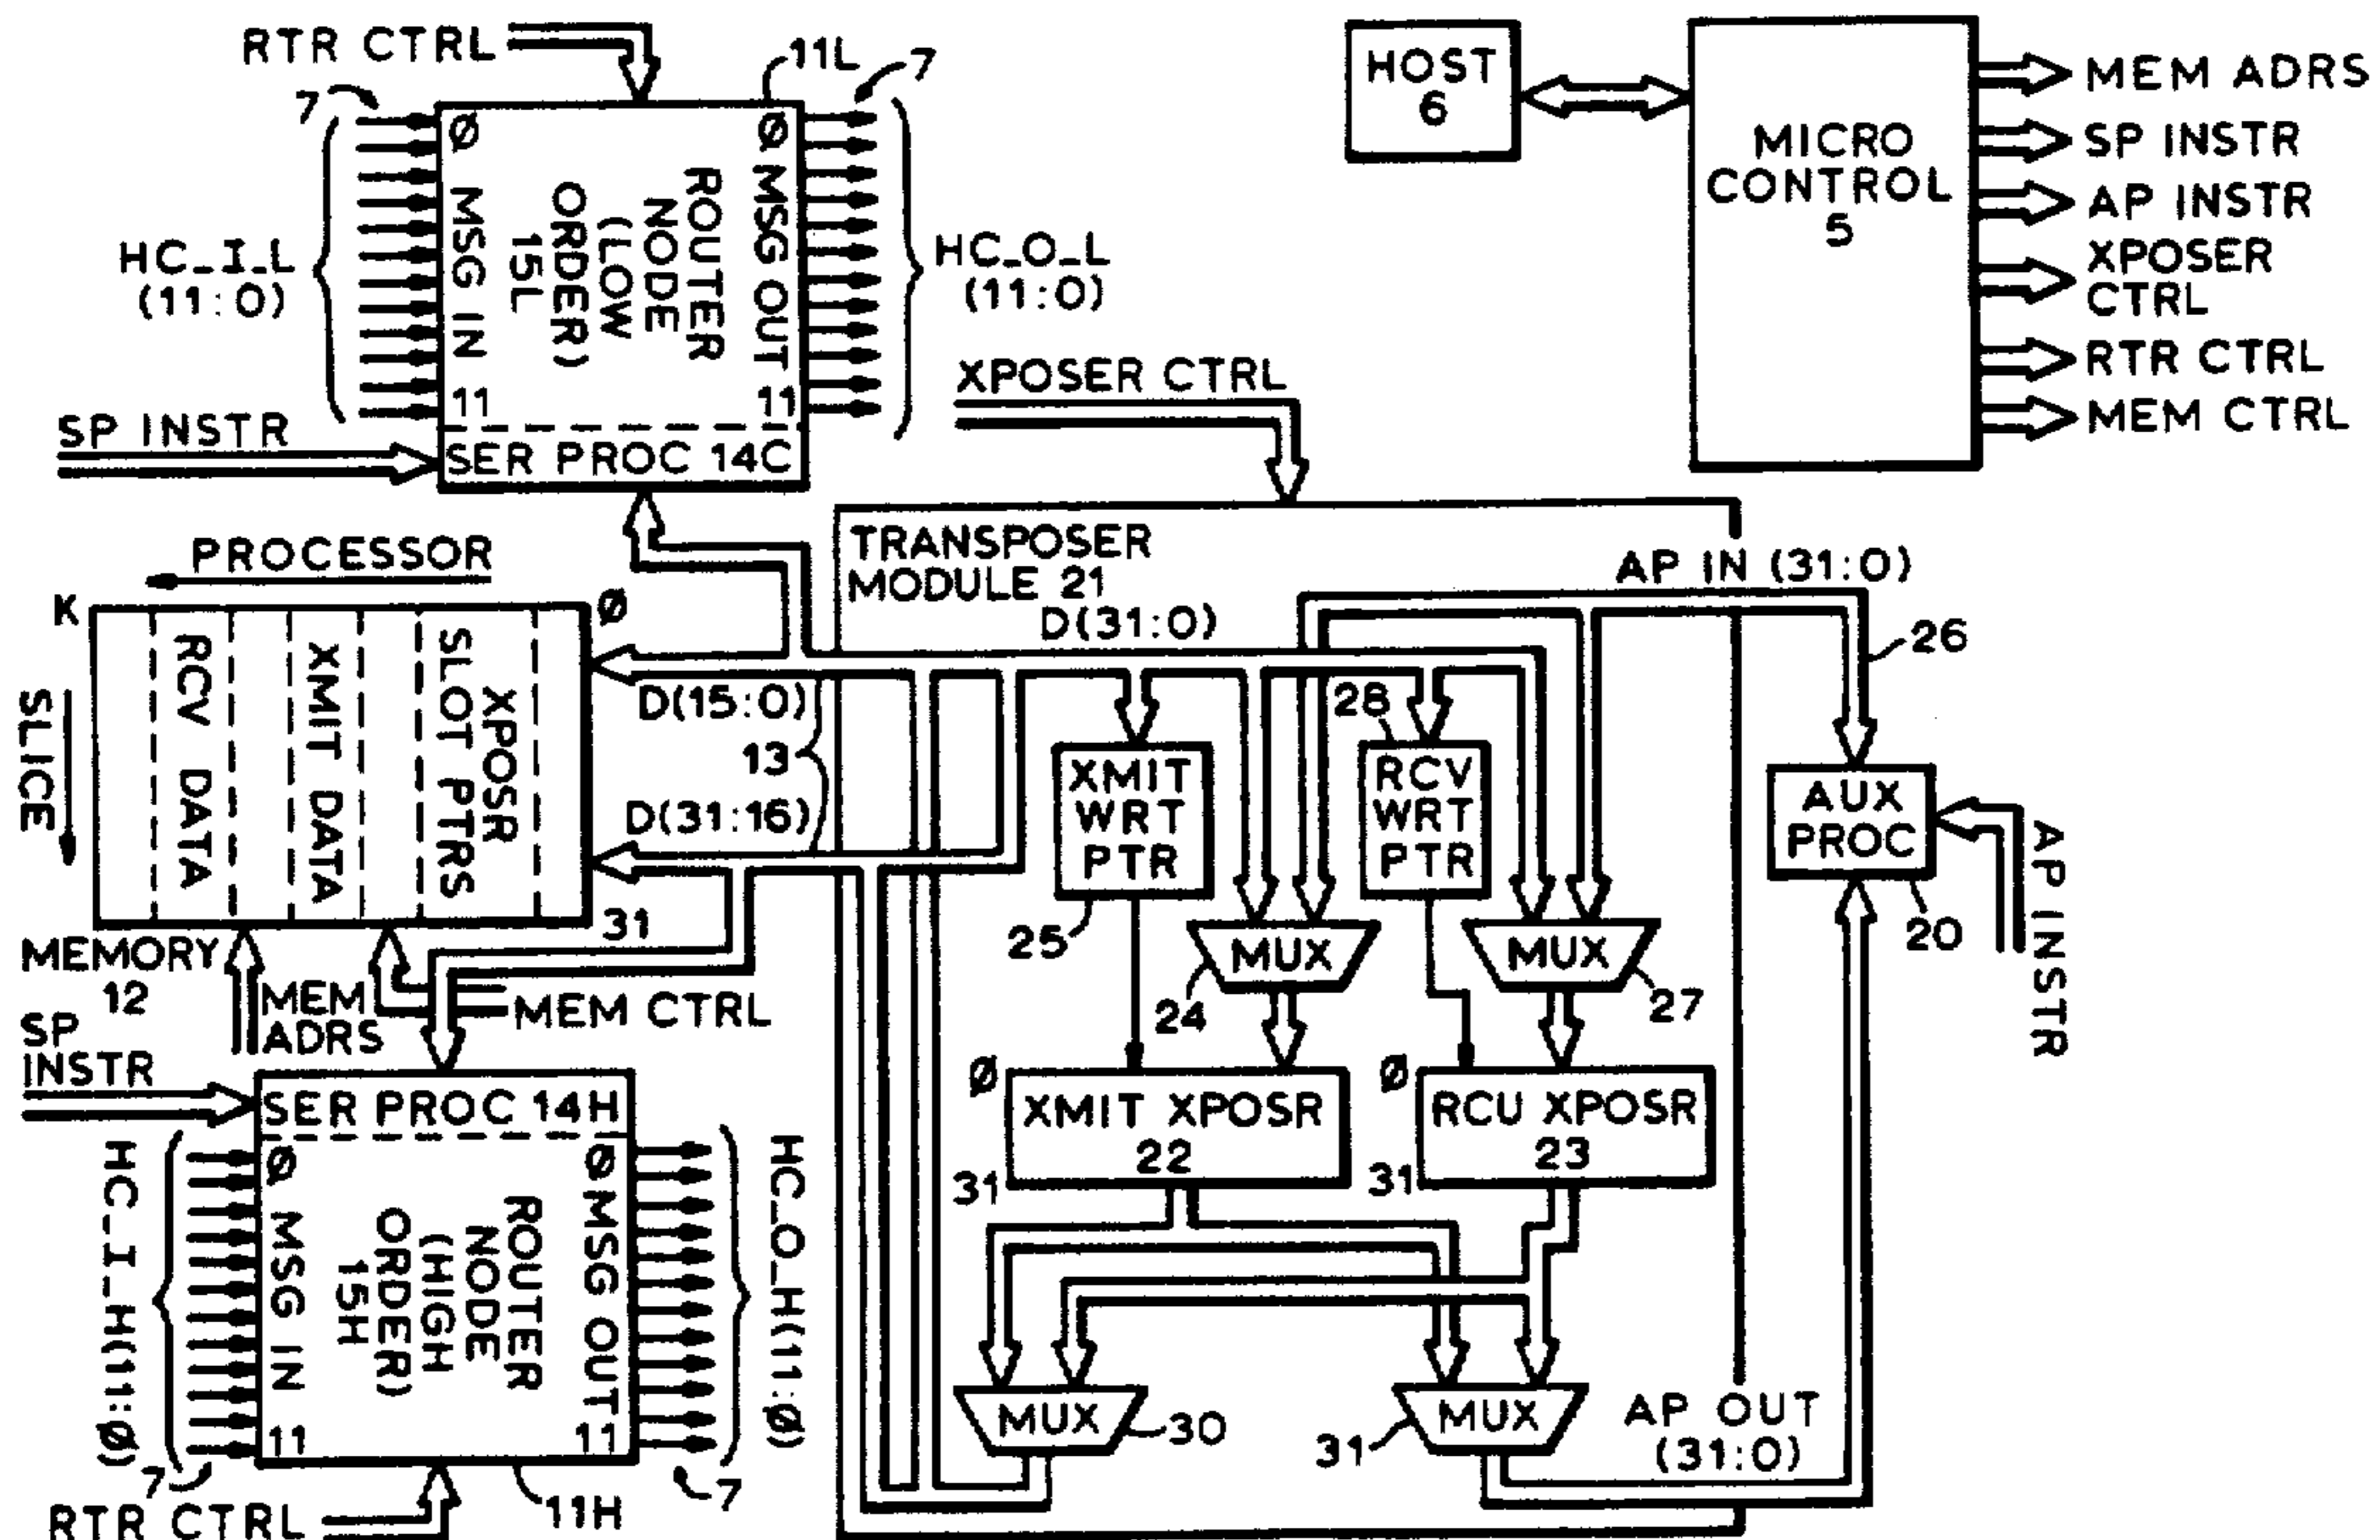 RTR CTRL
11L
7
7
Ø
Ø
MSG IN
ROUTER
NODE
(LOW
ORDER)
15L
MSG OUT
11
11
HC_I_L
(11:0)
HC_O_L
(11:0)
SP INSTR
SER PROC 14C
HOST
6
MICRO
CONTROL
5
MEM ADRS
SP INSTR
AP INSTR
XPOSER
CTRL
RTR CTRL
MEM CTRL
XPOSER CTRL
PROCESSOR
K
Ø
SLICE
RCV DATA
XMIT DATA
XPOSR
SLOT PTRS
31
MEMORY
12
MEM
ADRS
MEM CTRL
TRANSPOSER
MODULE 21
D(31:0)
AP IN (31:0)
26
D(15:0)
13
D(31:16)
XMIT
WRT
PTR
25
28
RCV
WRT
PTR
MUX
24
MUX
27
AUX
PROC
20
AP INSTR
Ø
XMIT XPOSR
22
31
Ø
RCU XPOSR
23
31
MUX
30
MUX
31
AP OUT
(31:0)
SP
INSTR
SER PROC 14H
Ø
Ø
MSG IN
ROUTER
NODE
(HIGH
ORDER)
15H
MSG OUT
11
11
HC_I_H(11:Ø)
HC_O_H(11:Ø)
7
7
11H
RTR CTRL